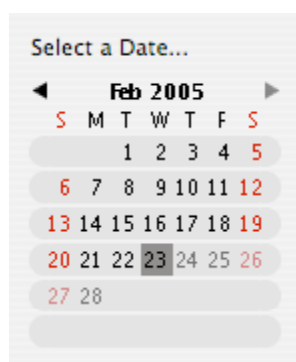 Select a Date...
◀ Feb 2005 ▶
S M T W T F S
1 2 3 4 5
6 7 8 9 10 11 12
13 14 15 16 17 18 19
20 21 22 23 24 25 26
27 28